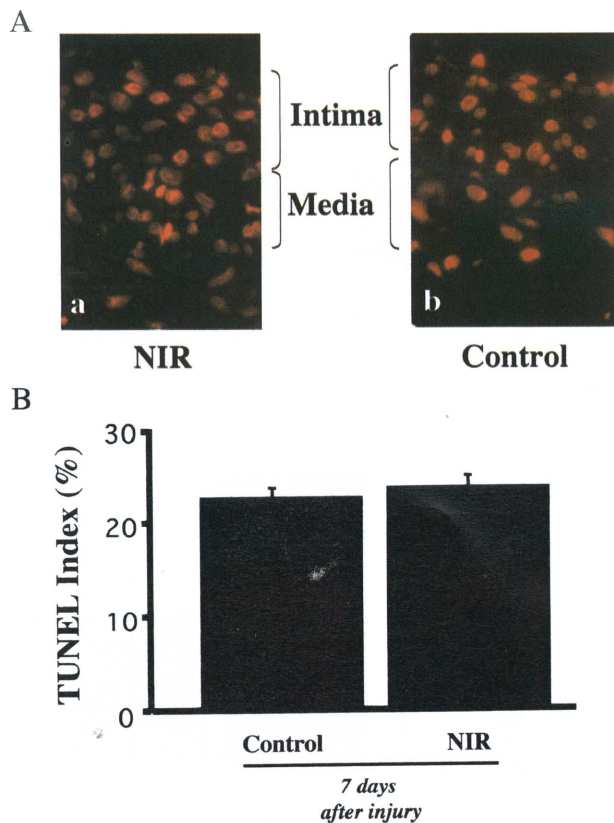 A
Intima
Media
a
b
NIR
Control
B
TUNEL Index (%)
30
20
10
0
Control
NIR
7 days
after injury